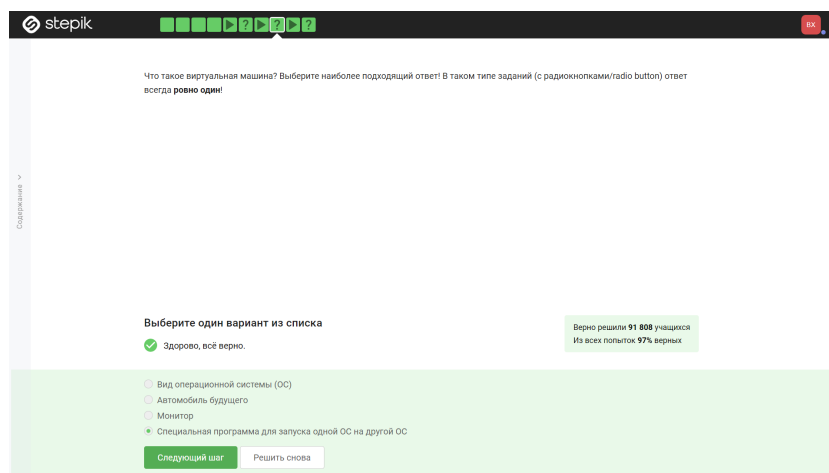 stepik
? ? ?
ВХ
Что такое виртуальная машина? Выберите наиболее подходящий ответ! В таком типе заданий (с радиокнопками/radio button) ответ
всегда ровно один!
Содержание
Выберите один вариант из списка
Здорово, всё верно.
Верно решили 91 808 учащихся
Из всех попыток 97% верных
Вид операционной системы (ОС)
Автомобиль будущего
Монитор
Специальная программа для запуска одной ОС на другой ОС
Следующий шаг
Решить снова